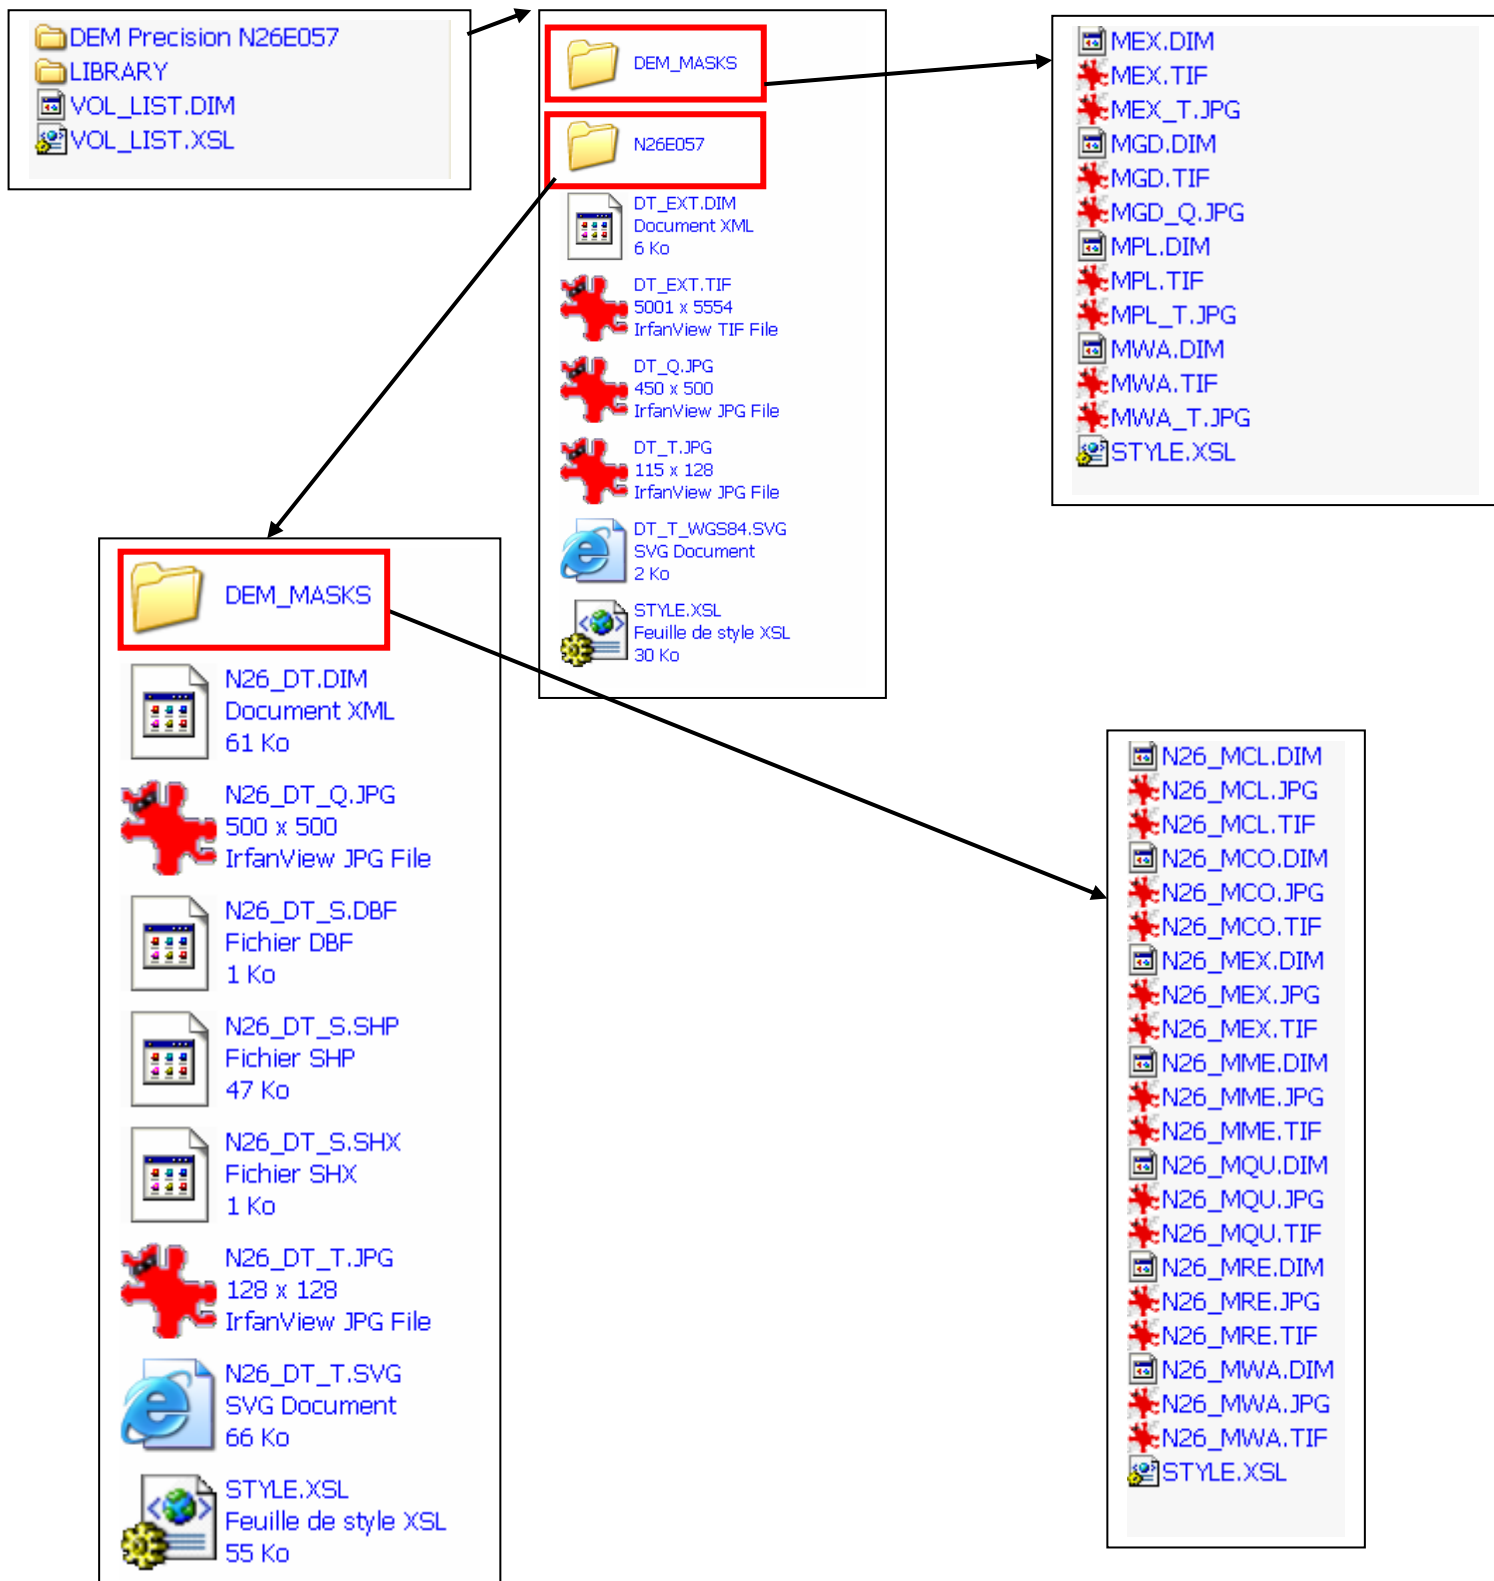 DEM Precision N26E057
LIBRARY
VOL_LIST.DIM
VOL_LIST.XSL
DEM_MASKS
N26E057
DT_EXT.DIM
Document XML
6 Ko
DT_EXT.TIF
5001 x 5554
IrfanView TIF File
DT_Q.JPG
450 x 500
IrfanView JPG File
DT_T.JPG
115 x 128
IrfanView JPG File
DT_T_WGS84.SVG
SVG Document
2 Ko
STYLE.XSL
Feuille de style XSL
30 Ko
MEX.DIM
MEX.TIF
MEX_T.JPG
MGD.DIM
MGD.TIF
MGD_Q.JPG
MPL.DIM
MPL.TIF
MPL_T.JPG
MWA.DIM
MWA.TIF
MWA_T.JPG
STYLE.XSL
DEM_MASKS
N26_DT.DIM
Document XML
61 Ko
N26_DT_Q.JPG
500 x 500
IrfanView JPG File
N26_DT_S.DBF
Fichier DBF
1 Ko
N26_DT_S.SHP
Fichier SHP
47 Ko
N26_DT_S.SHX
Fichier SHX
1 Ko
N26_DT_T.JPG
128 x 128
IrfanView JPG File
N26_DT_T.SVG
SVG Document
66 Ko
STYLE.XSL
Feuille de style XSL
55 Ko
N26_MCL.DIM
N26_MCL.JPG
N26_MCL.TIF
N26_MCO.DIM
N26_MCO.JPG
N26_MCO.TIF
N26_MEX.DIM
N26_MEX.JPG
N26_MEX.TIF
N26_MME.DIM
N26_MME.JPG
N26_MME.TIF
N26_MQU.DIM
N26_MQU.JPG
N26_MQU.TIF
N26_MRE.DIM
N26_MRE.JPG
N26_MRE.TIF
N26_MWA.DIM
N26_MWA.JPG
N26_MWA.TIF
STYLE.XSL